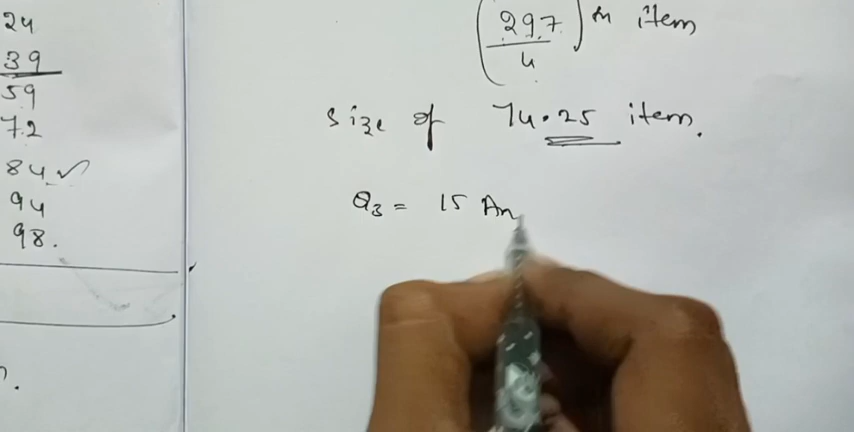 24
39
59
72
84 ✓
94
98.
(297/4)th item
size of 74.25 item.
Q3 = 15 An